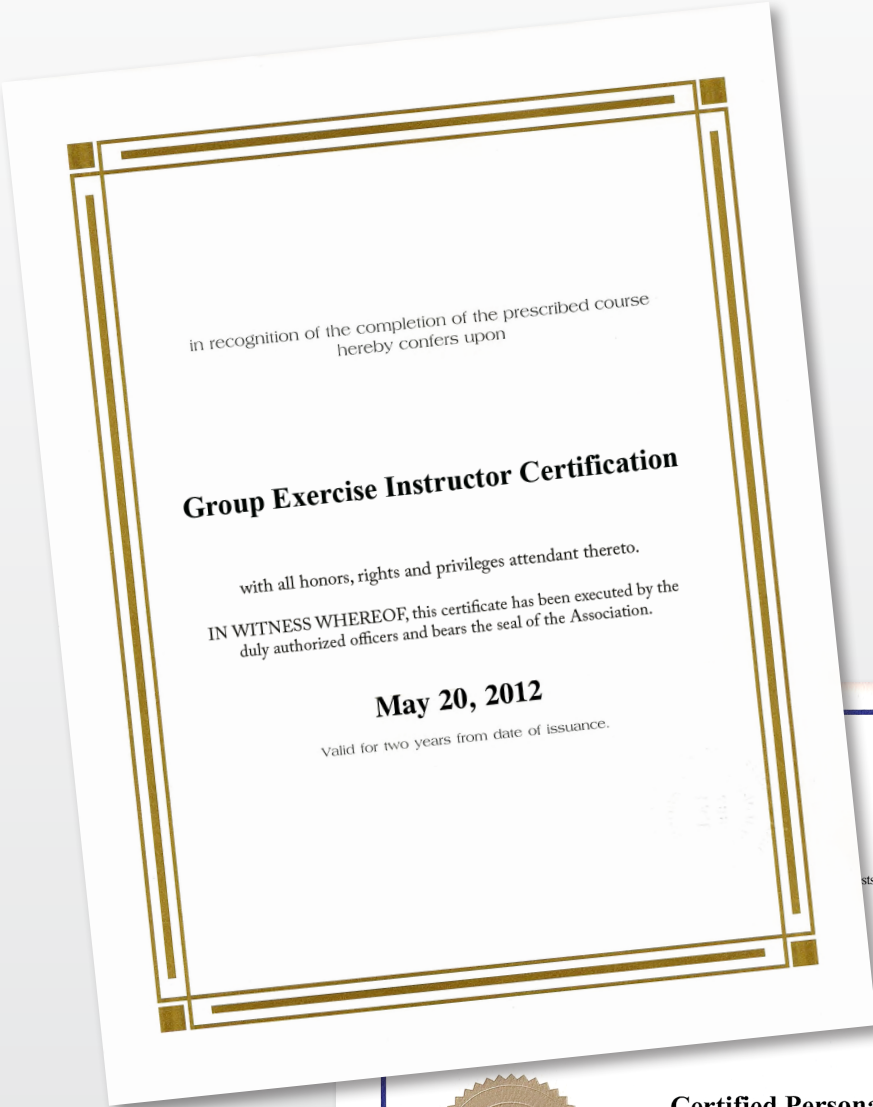 in recognition of the completion of the prescribed course
hereby confers upon
Group Exercise Instructor Certification
with all honors, rights and privileges attendant thereto.
IN WITNESS WHEREOF, this certificate has been executed by the
duly authorized officers and bears the seal of the Association.
May 20, 2012
Valid for two years from date of issuance.
Certified